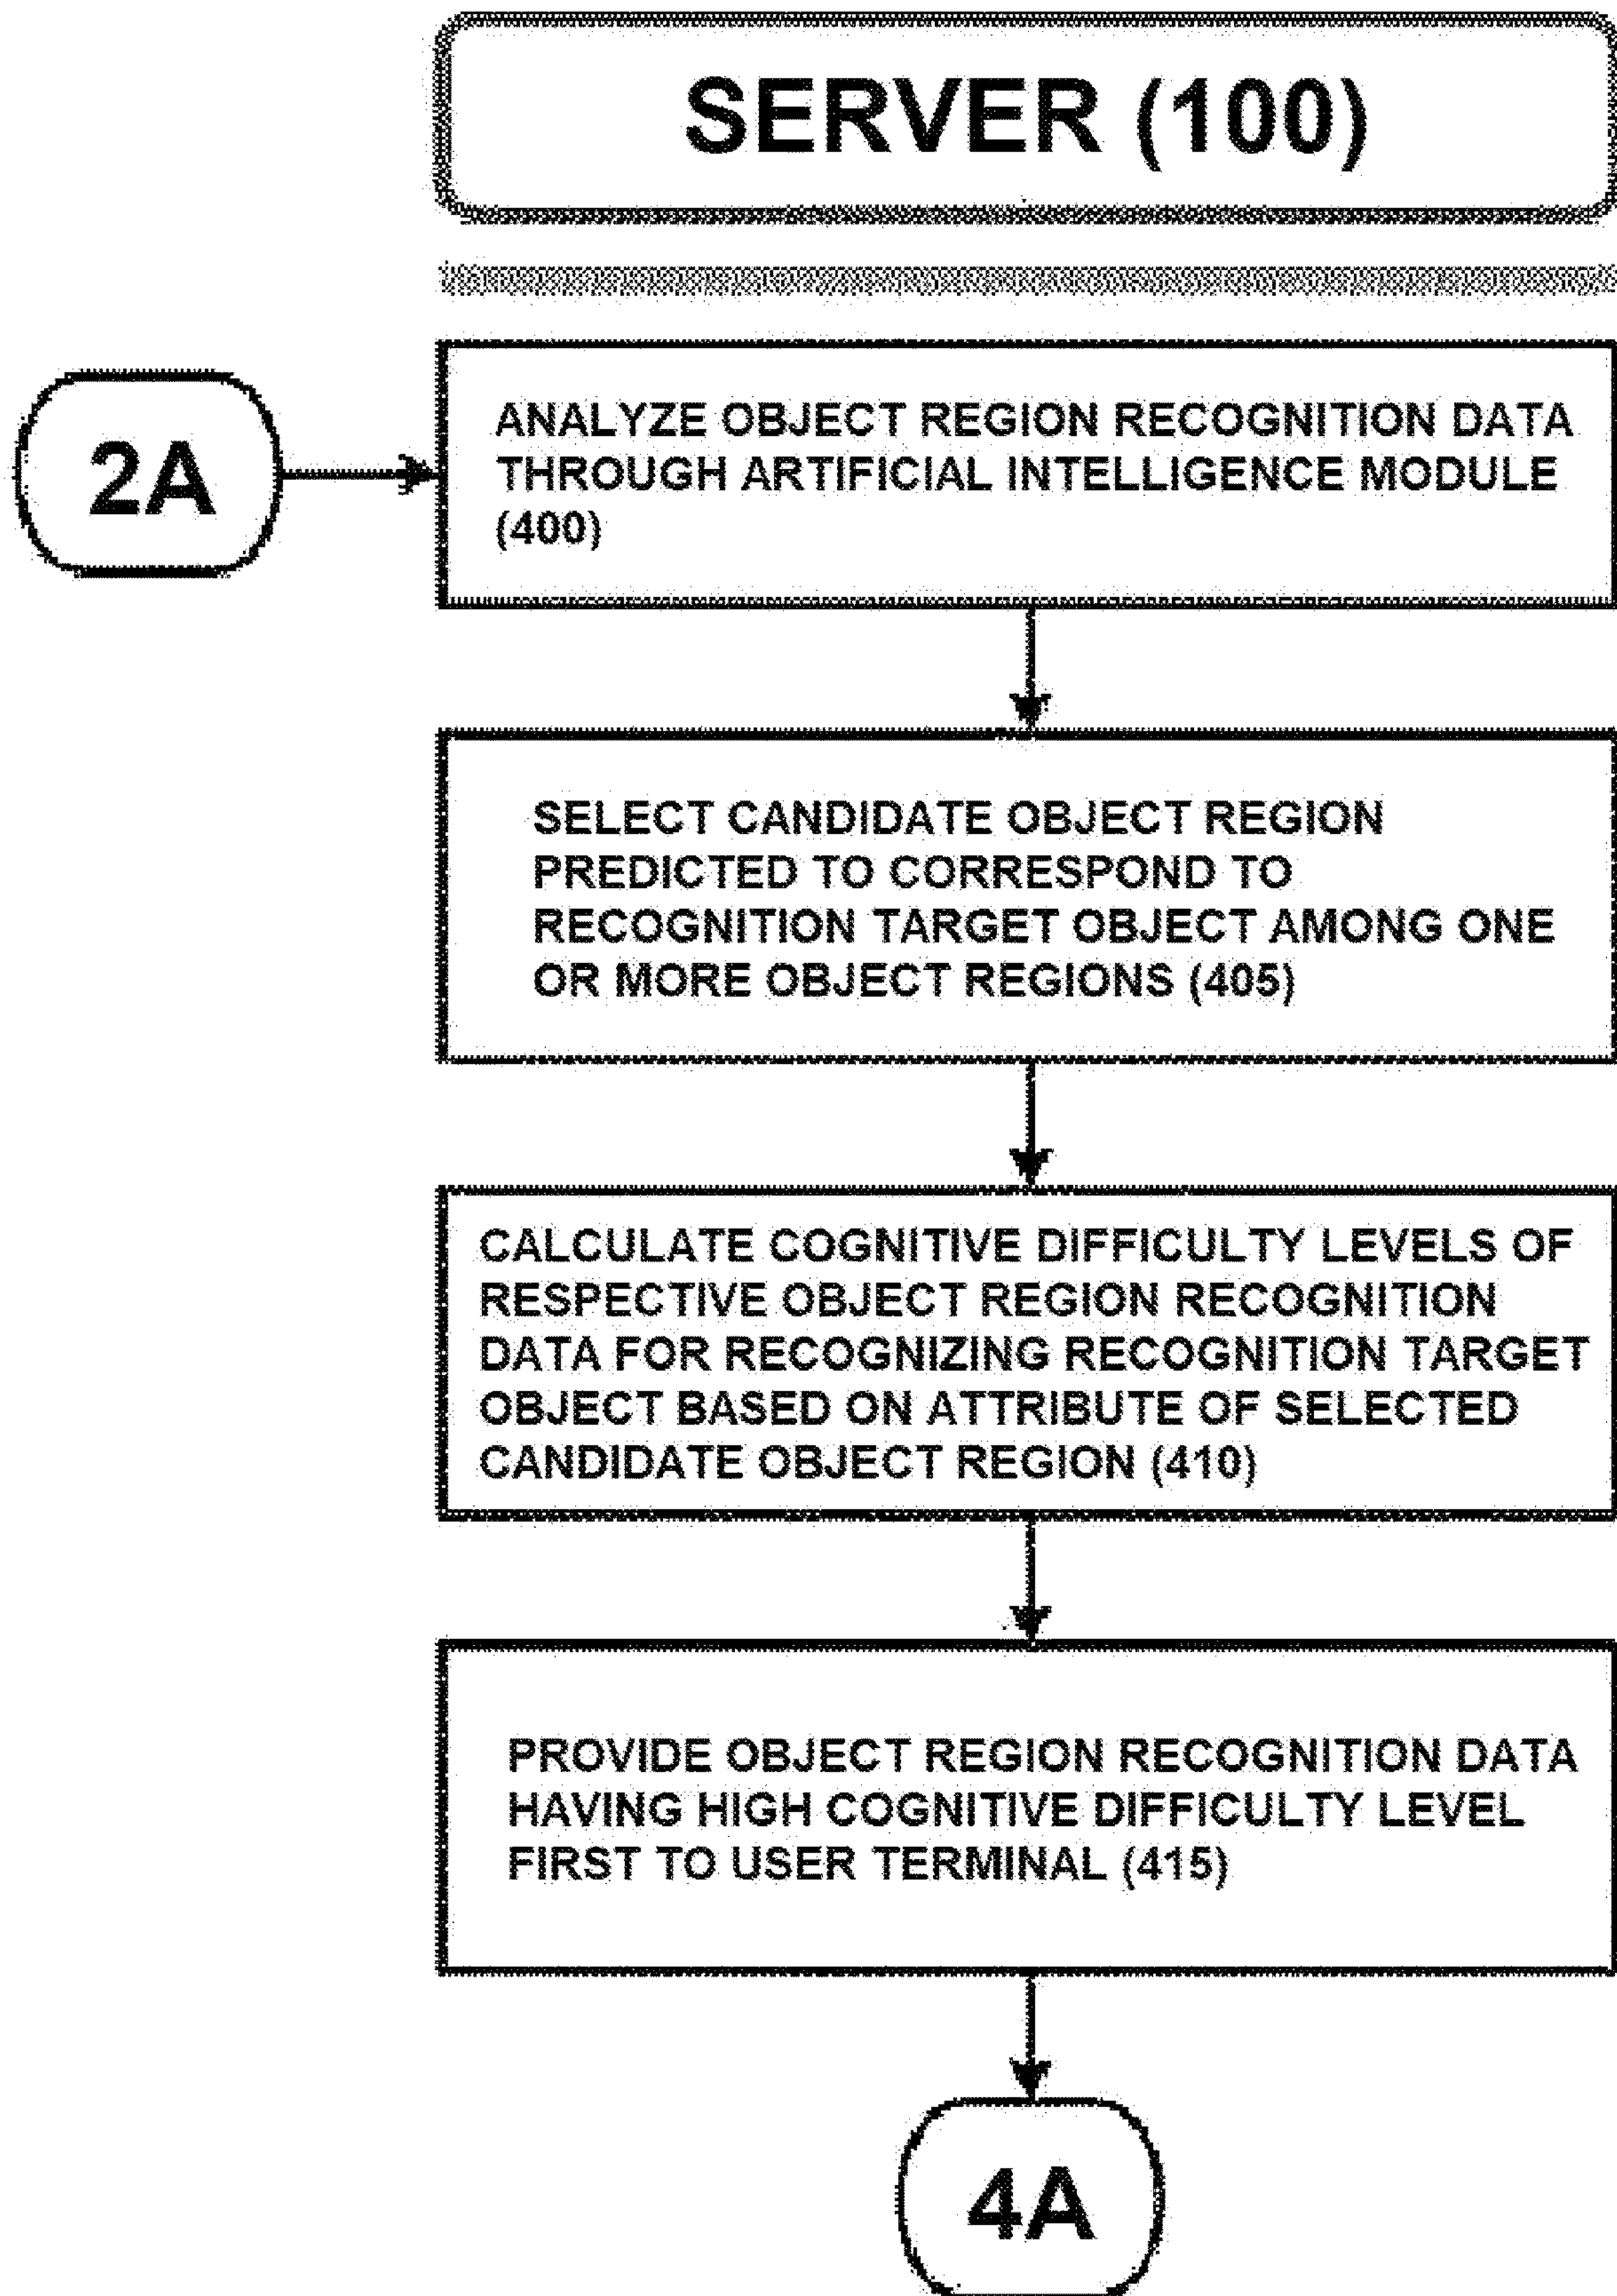 SERVER (100)
2A
ANALYZE OBJECT REGION RECOGNITION DATA
THROUGH ARTIFICIAL INTELLIGENCE MODULE
(400)
SELECT CANDIDATE OBJECT REGION
PREDICTED TO CORRESPOND TO
RECOGNITION TARGET OBJECT AMONG ONE
OR MORE OBJECT REGIONS (405)
CALCULATE COGNITIVE DIFFICULTY LEVELS OF
RESPECTIVE OBJECT REGION RECOGNITION
DATA FOR RECOGNIZING RECOGNITION TARGET
OBJECT BASED ON ATTRIBUTE OF SELECTED
CANDIDATE OBJECT REGION (410)
PROVIDE OBJECT REGION RECOGNITION DATA
HAVING HIGH COGNITIVE DIFFICULTY LEVEL
FIRST TO USER TERMINAL (415)
4A